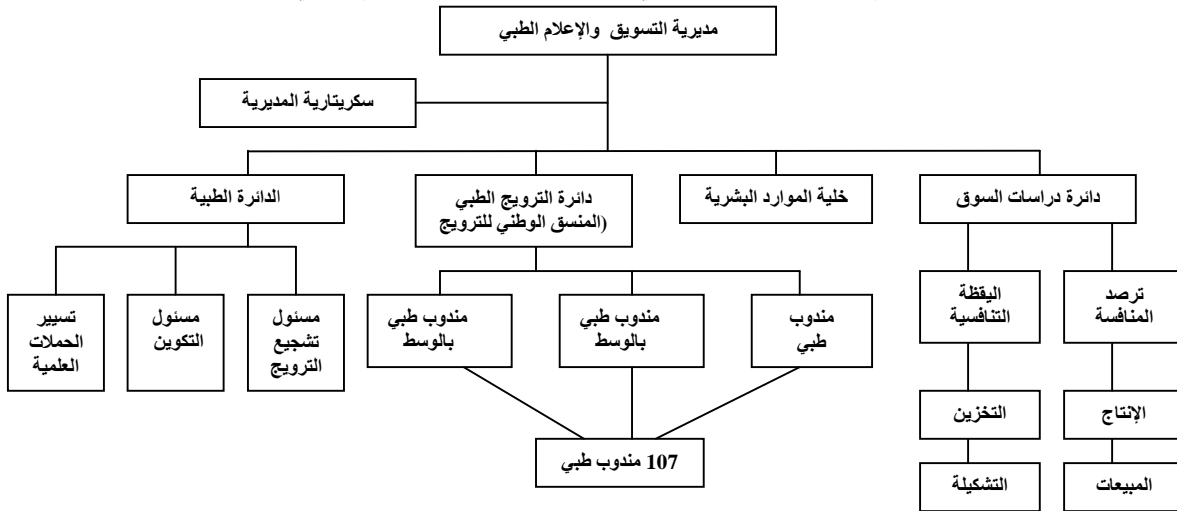 مديرية التسويق والإعلام الطبي
سكريتارية المديرية
دائرة دراسات السوق
خلية الموارد البشرية
دائرة الترويج الطبي
(المنسق الوطني للترويج
الدائرة الطبية
ترصد
المنافسة
اليقظة
التنافسية
مندوب
طبي
مندوب طبي
بالوسط
مندوب طبي
بالوسط
مسئول
تشجيع
الترويج
مسئول
التكوين
تسيير
الحملات
العلمية
الإنتاج
التخزين
107 مندوب طبي
المبيعات
التشكيلة